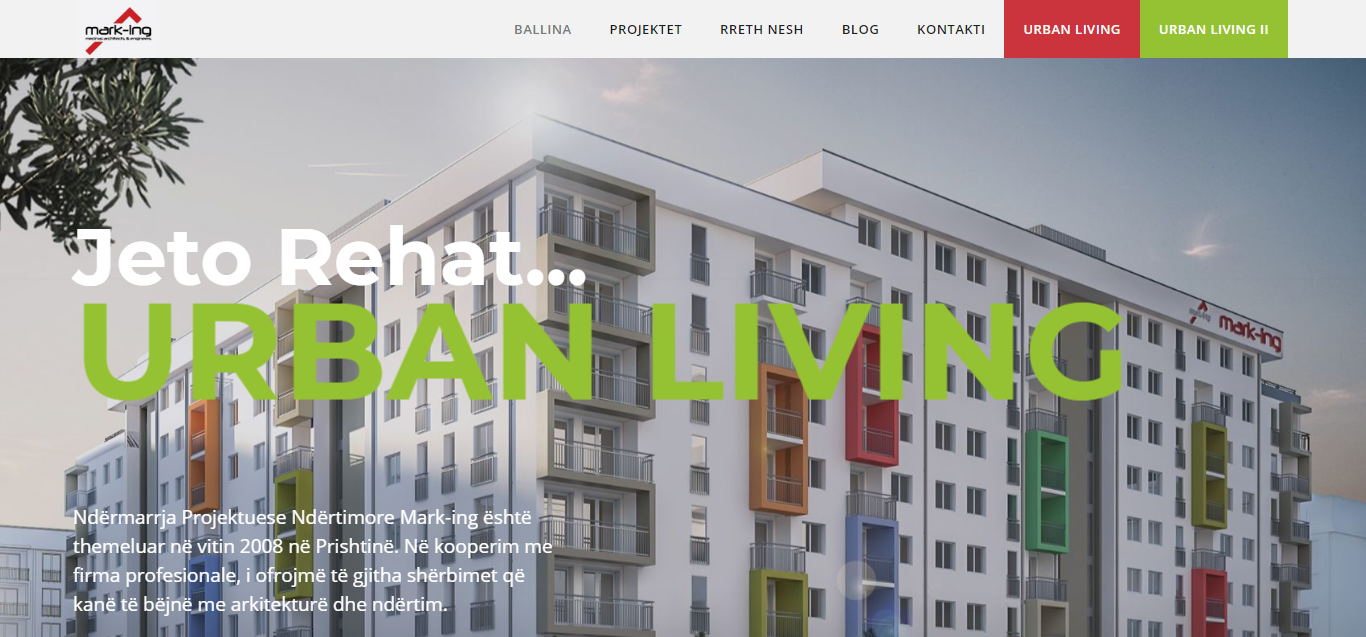 mark-ing
BALLINA
PROJEKTET
RRETH NESH
BLOG
KONTAKTI
URBAN LIVING
URBAN LIVING II
Jeto Rehat...
URBAN LIVING
mark-ing
Ndërmarrja Projektuese Ndërtimore Mark-ing është
themeluar në vitin 2008 në Prishtinë. Në kooperim me
firma profesionale, i ofrojmë të gjitha shërbimet që
kanë të bëjnë me arkitekturë dhe ndërtim.